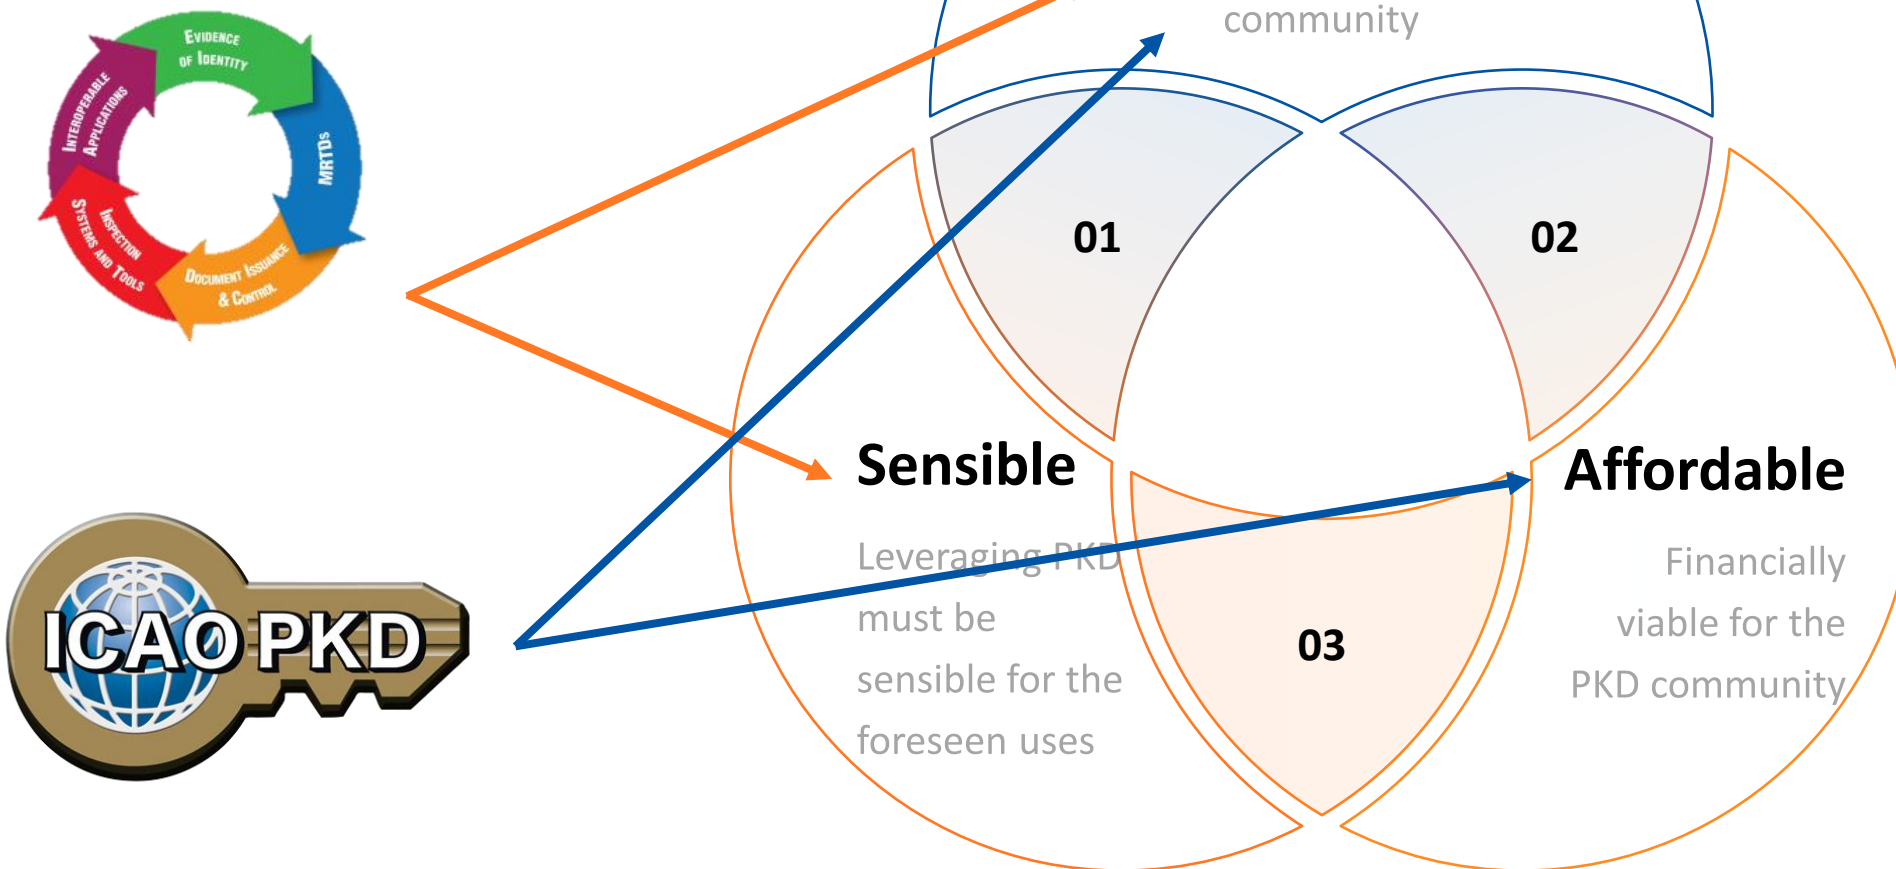 community
EVIDENCE
OF IDENTITY
MRTDs
DOCUMENT ISSUANCE
& CONTROL
INSPECTION
SYSTEMS AND TOOLS
INTEROPERABLE
APPLICATIONS
01
02
Sensible
Leveraging PKD
must be
sensible for the
foreseen uses
Affordable
Financially
viable for the
PKD community
03
ICAO PKD